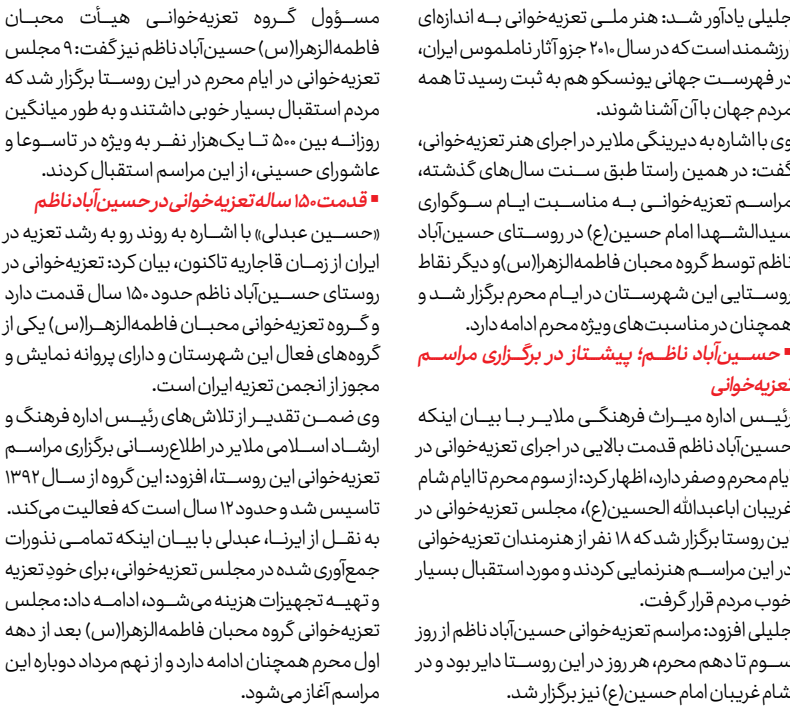 جلیلی یادآور شد: هنر ملی تعزیه‌خوانی به اندازه‌ای
ارزشمند است که در سال ۲۰۱۰ جزو آثار ناملموس ایران،
در فهرست جهانی یونسکو هم به ثبت رسید تا همه
مردم جهان با آن آشنا شوند.
وی با اشاره به دیرینگی ملایر در اجرای هنر تعزیه‌خوانی،
گفت: در همین راستا طبق سنت سال‌های گذشته،
مراسم تعزیه‌خوانی به مناسبت ایام سوگواری
سیدالشهدا امام حسین(ع) در روستای حسین‌آباد
ناظم توسط گروه محبان فاطمه‌الزهرا(س)و دیگر نقاط
روستایی این شهرستان در ایام محرم برگزار شد و
همچنان در مناسبت‌های ویژه محرم ادامه دارد.
▪ حسین‌آباد ناظم؛ پیشتاز در برگزاری مراسم
تعزیه‌خوانی
رئیس اداره میراث فرهنگی ملایر با بیان اینکه
حسین‌آباد ناظم قدمت بالایی در اجرای تعزیه‌خوانی در
ایام محرم و صفر دارد، اظهار کرد: از سوم محرم تا ایام شام
غریبان اباعبدالله الحسین(ع)، مجلس تعزیه‌خوانی در
این روستا برگزار شد که ۱۸ نفر از هنرمندان تعزیه‌خوانی
در این مراسم هنرنمایی کردند و مورد استقبال بسیار
خوب مردم قرار گرفت.
جلیلی افزود: مراسم تعزیه‌خوانی حسین‌آباد ناظم از روز
سوم تا دهم محرم، هر روز در این روستا دایر بود و در
شام غریبان امام حسین(ع) نیز برگزار شد.
مسؤول گروه تعزیه‌خوانی هیأت محبان
فاطمه‌الزهرا(س) حسین‌آباد ناظم نیز گفت: ۹ مجلس
تعزیه‌خوانی در ایام محرم در این روستا برگزار شد که
مردم استقبال بسیار خوبی داشتند و به طور میانگین
روزانه بین ۵۰۰ تا یک‌هزار نفر به ویژه در تاسوعا و
عاشورای حسینی، از این مراسم استقبال کردند.
▪ قدمت ۱۵۰ ساله تعزیه‌خوانی در حسین‌آباد ناظم
«حسین عبدلی» با اشاره به روند رو به رشد تعزیه در
ایران از زمان قاجاریه تاکنون، بیان کرد: تعزیه‌خوانی در
روستای حسین‌آباد ناظم حدود ۱۵۰ سال قدمت دارد
و گروه تعزیه‌خوانی محبان فاطمه‌الزهرا(س) یکی از
گروه‌های فعال این شهرستان و دارای پروانه نمایش و
مجوز از انجمن تعزیه ایران است.
وی ضمن تقدیر از تلاش‌های رئیس اداره فرهنگ و
ارشاد اسلامی ملایر در اطلاع‌رسانی برگزاری مراسم
تعزیه‌خوانی این روستا، افزود: این گروه از سال ۱۳۹۲
تاسیس شد و حدود ۱۲ سال است که فعالیت می‌کند.
به نقل از ایرنا، عبدلی با بیان اینکه تمامی نذورات
جمع‌آوری شده در مجلس تعزیه‌خوانی، برای خودِ تعزیه
و تهیه تجهیزات هزینه می‌شود، ادامه داد: مجلس
تعزیه‌خوانی گروه محبان فاطمه‌الزهرا(س) بعد از دهه
اول محرم همچنان ادامه دارد و از نهم مرداد دوباره این
مراسم آغاز می‌شود.